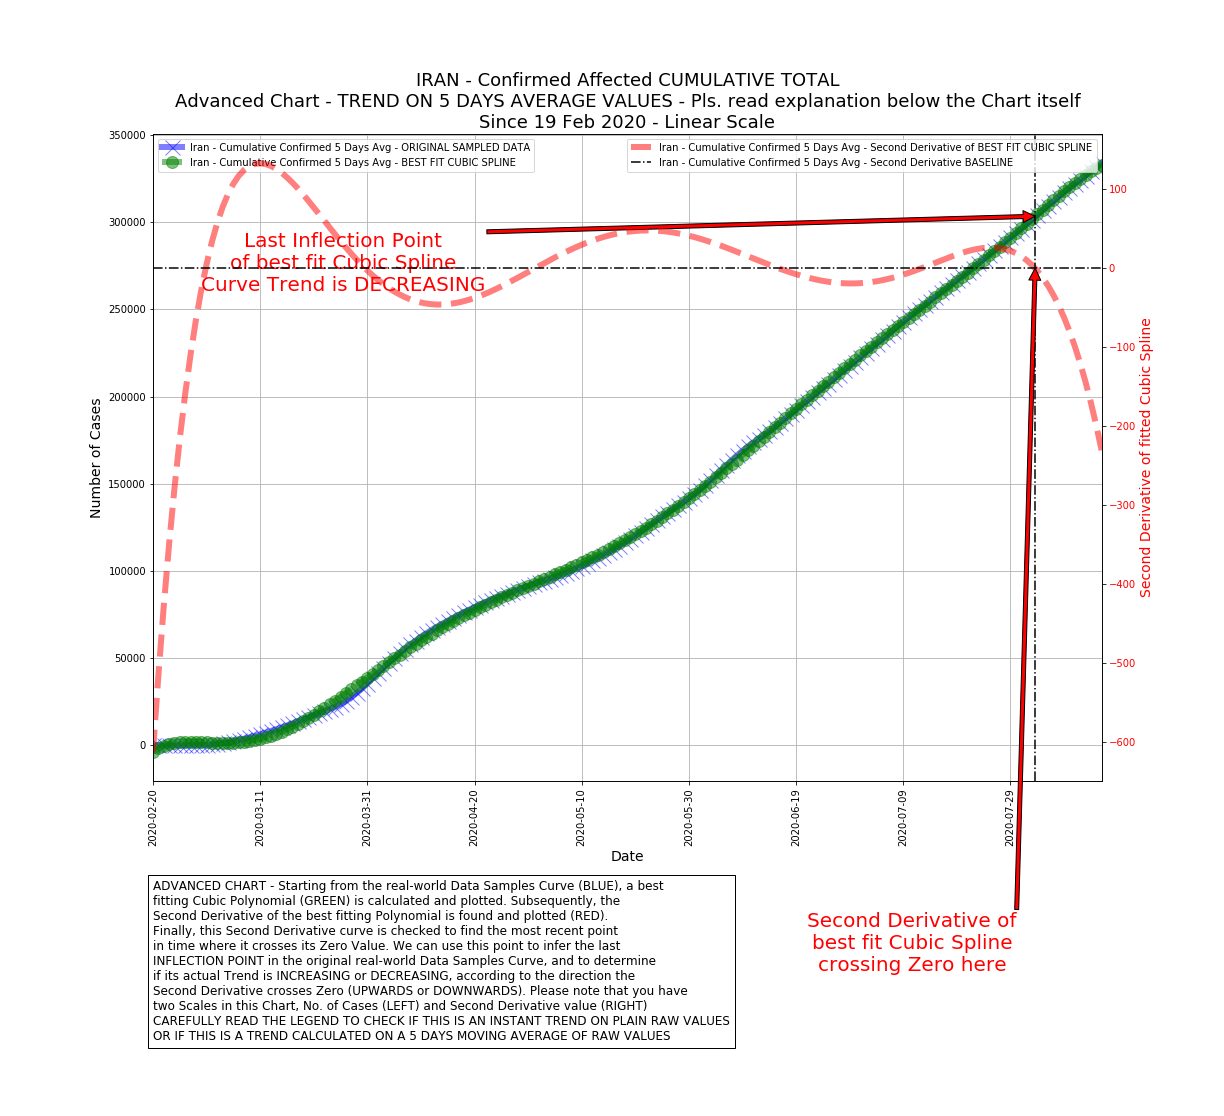 IRAN - Confirmed Affected CUMULATIVE TOTAL
Advanced Chart - TREND ON 5 DAYS AVERAGE VALUES - Pls. read explanation below the Chart itself
Since 19 Feb 2020 - Linear Scale
Iran - Cumulative Confirmed 5 Days Avg - ORIGINAL SAMPLED DATA
Iran - Cumulative Confirmed 5 Days Avg - BEST FIT CUBIC SPLINE
Iran - Cumulative Confirmed 5 Days Avg - Second Derivative of BEST FIT CUBIC SPLINE
Iran - Cumulative Confirmed 5 Days Avg - Second Derivative BASELINE
Last Inflection Point
of best fit Cubic Spline
Curve Trend is DECREASING
Number of Cases
350000
300000
250000
200000
150000
100000
50000
0
100
0
−100
−200
−300
−400
−500
−600
Second Derivative of fitted Cubic Spline
2020-02-20
2020-03-11
2020-03-31
2020-04-20
2020-05-10
2020-05-30
2020-06-19
2020-07-09
2020-07-29
Date
ADVANCED CHART - Starting from the real-world Data Samples Curve (BLUE), a best
fitting Cubic Polynomial (GREEN) is calculated and plotted. Subsequently, the
Second Derivative of the best fitting Polynomial is found and plotted (RED).
Finally, this Second Derivative curve is checked to find the most recent point
in time where it crosses its Zero Value. We can use this point to infer the last
INFLECTION POINT in the original real-world Data Samples Curve, and to determine
if its actual Trend is INCREASING or DECREASING, according to the direction the
Second Derivative crosses Zero (UPWARDS or DOWNWARDS). Please note that you have
two Scales in this Chart, No. of Cases (LEFT) and Second Derivative value (RIGHT)
CAREFULLY READ THE LEGEND TO CHECK IF THIS IS AN INSTANT TREND ON PLAIN RAW VALUES
OR IF THIS IS A TREND CALCULATED ON A 5 DAYS MOVING AVERAGE OF RAW VALUES
Second Derivative of
best fit Cubic Spline
crossing Zero here